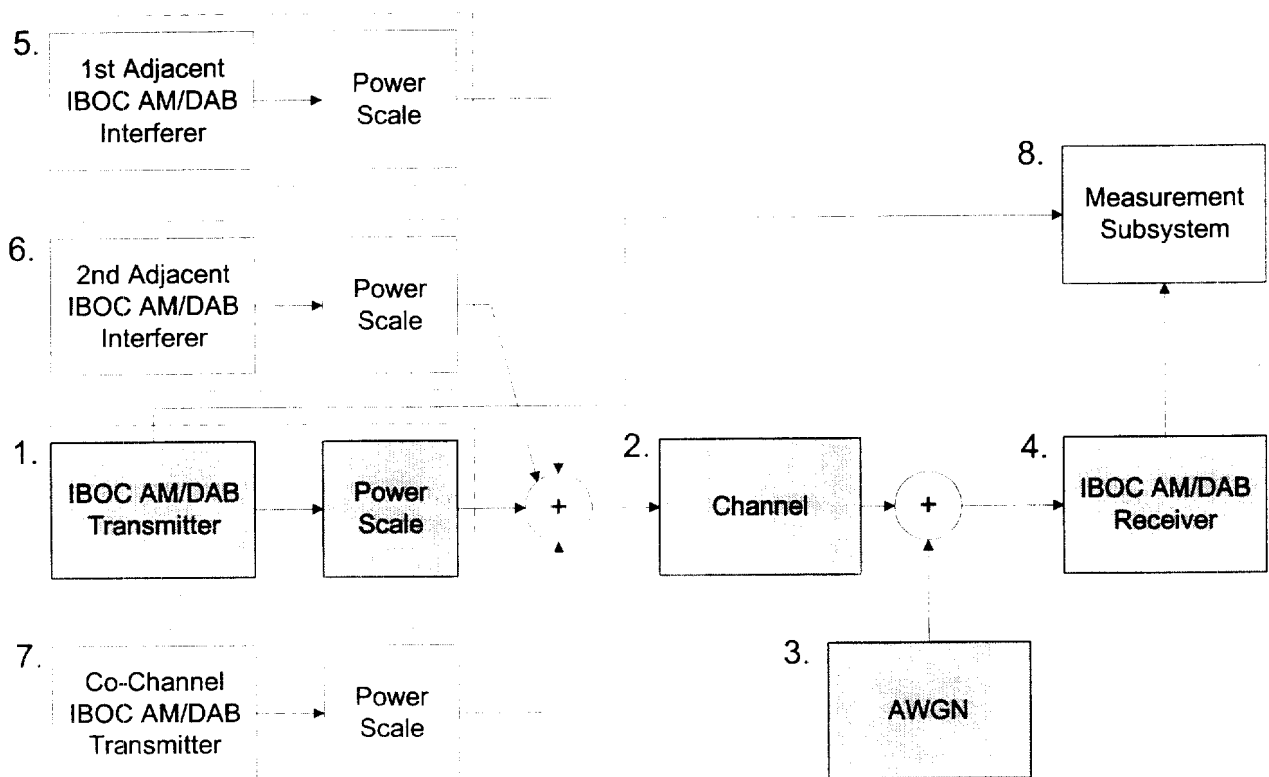 5.
1st Adjacent
IBOC AM/DAB
Interferer
Power
Scale
8.
Measurement
Subsystem
6.
2nd Adjacent
IBOC AM/DAB
Interferer
Power
Scale
1.
IBOC AM/DAB
Transmitter
Power
Scale
+
2.
Channel
+
4.
IBOC AM/DAB
Receiver
7.
Co-Channel
IBOC AM/DAB
Transmitter
Power
Scale
3.
AWGN